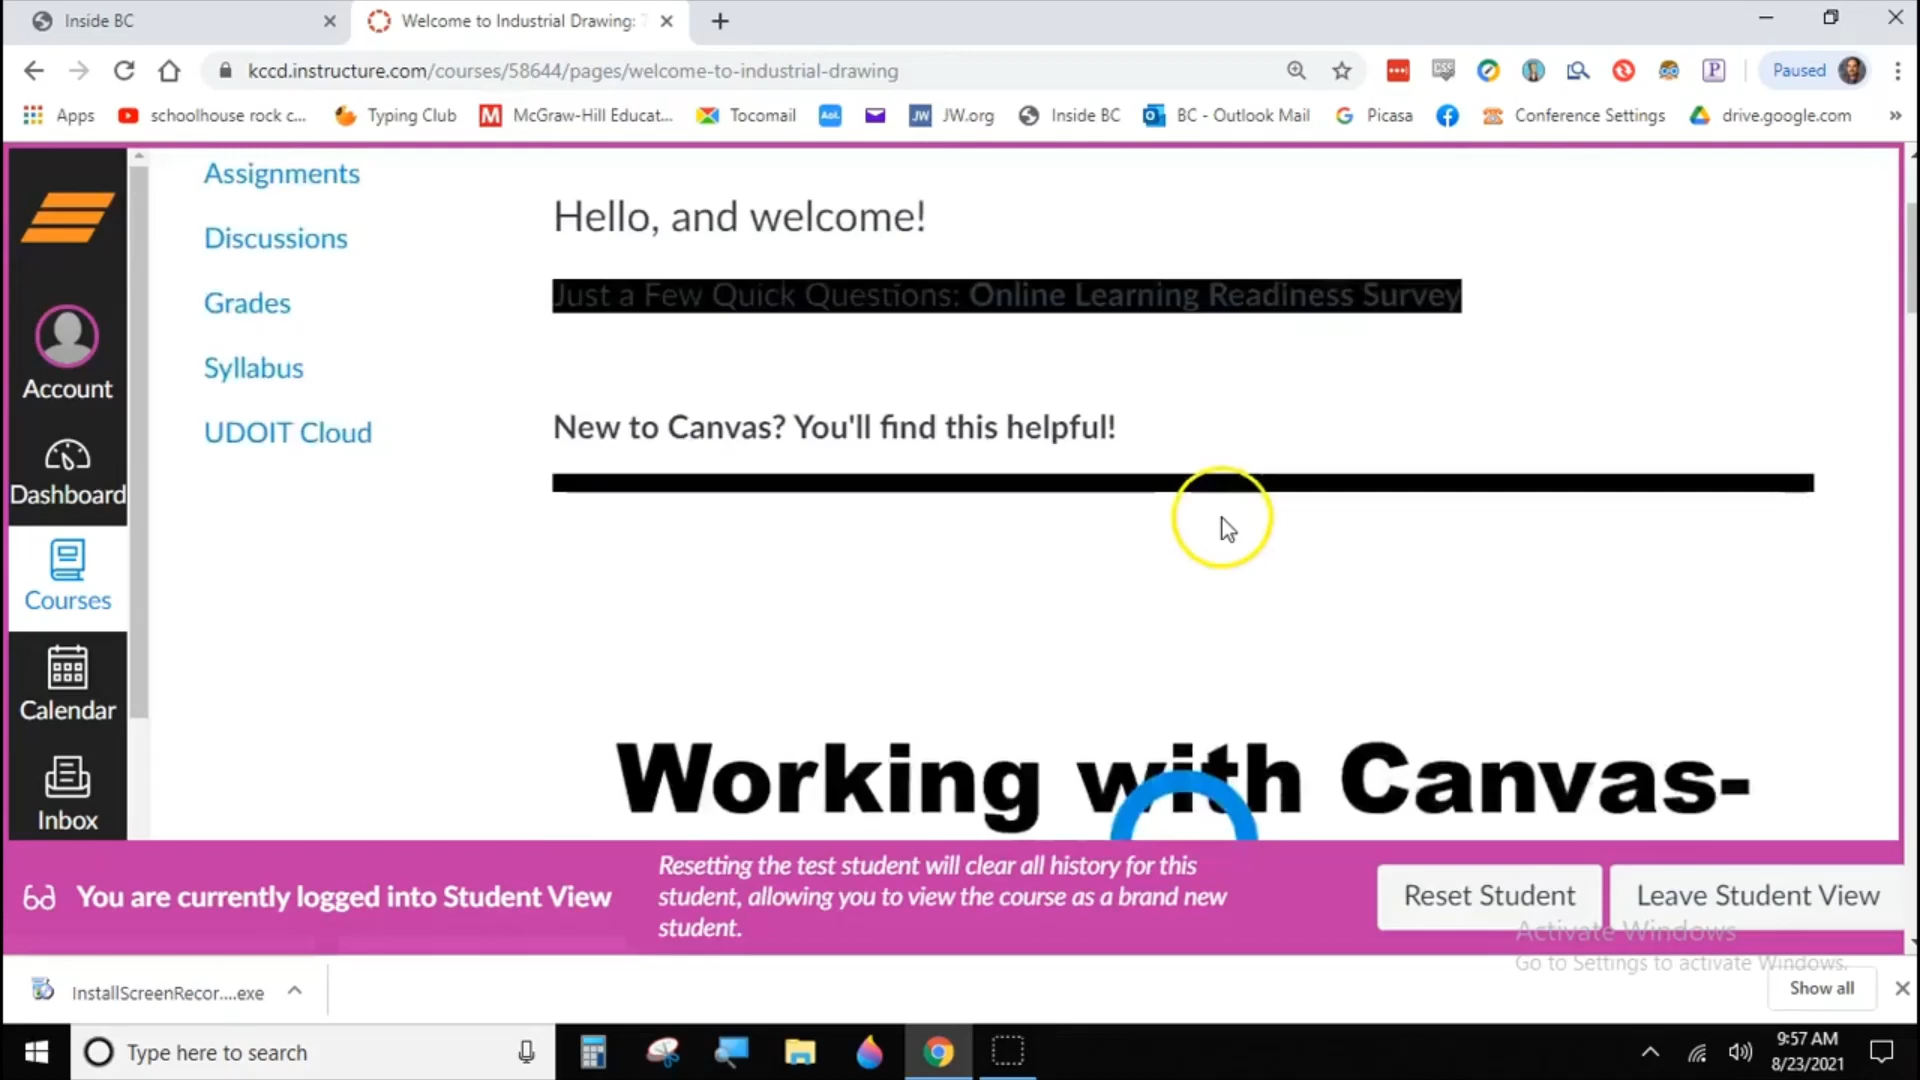 Inside BC
Welcome to Industrial Drawing:
kccd.instructure.com/courses/58644/pages/welcome-to-industrial-drawing
Paused
Apps
schoolhouse rock c...
Typing Club
McGraw-Hill Educat...
Tocomail
Aol.
JW.org
Inside BC
BC - Outlook Mail
Picasa
Conference Settings
drive.google.com
Assignments
Discussions
Grades
Syllabus
UDOIT Cloud
Account
Dashboard
Courses
Calendar
Inbox
Hello, and welcome!
Just a Few Quick Questions: Online Learning Readiness Survey
New to Canvas? You'll find this helpful!
Working with Canvas-
You are currently logged into Student View
Resetting the test student will clear all history for this
student, allowing you to view the course as a brand new
student.
Reset Student
Leave Student View
Activate Windows
Go to Settings to activate Windows.
InstallScreenRecor....exe
Show all
Type here to search
9:57 AM
8/23/2021